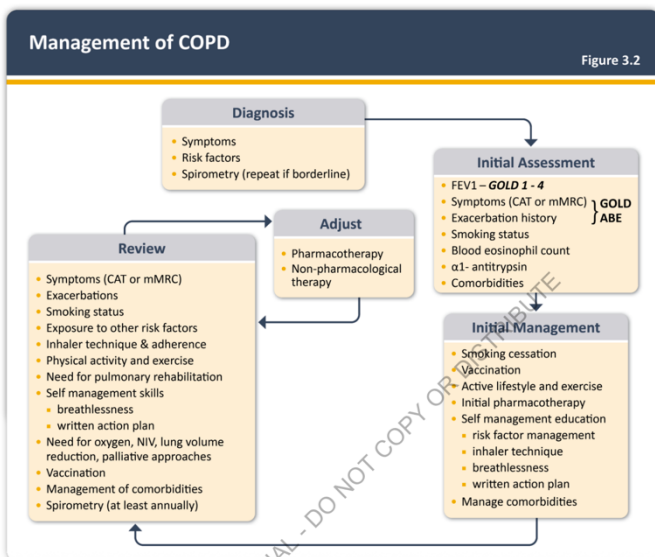 Management of COPD
Figure 3.2
Diagnosis
• Symptoms
• Risk factors
• Spirometry (repeat if borderline)
Initial Assessment
• FEV1 – GOLD 1 - 4
• Symptoms (CAT or mMRC)
• Exacerbation history
GOLD
ABE
• Smoking status
• Blood eosinophil count
• α1- antitrypsin
• Comorbidities
Adjust
• Pharmacotherapy
• Non-pharmacological
therapy
Review
• Symptoms (CAT or mMRC)
• Exacerbations
• Smoking status
• Exposure to other risk factors
• Inhaler technique & adherence
• Physical activity and exercise
• Need for pulmonary rehabilitation
• Self management skills
• breathlessness
• written action plan
• Need for oxygen, NIV, lung volume
reduction, palliative approaches
• Vaccination
• Management of comorbidities
• Spirometry (at least annually)
Initial Management
• Smoking cessation
• Vaccination
• Active lifestyle and exercise
• Initial pharmacotherapy
• Self management education
• risk factor management
• inhaler technique
• breathlessness
• written action plan
• Manage comorbidities
- DO NOT COPY OR DISTRIBUTE